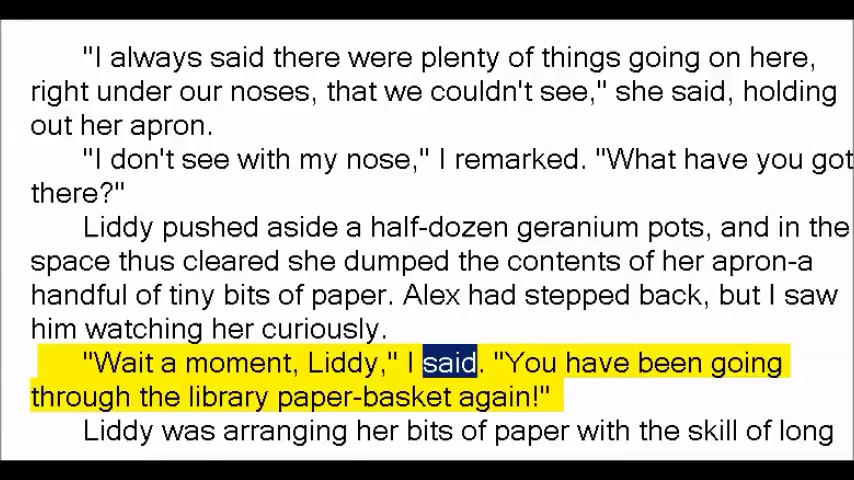 "I always said there were plenty of things going on here,
right under our noses, that we couldn't see," she said, holding
out her apron.
"I don't see with my nose," I remarked. "What have you got
there?"
Liddy pushed aside a half-dozen geranium pots, and in the
space thus cleared she dumped the contents of her apron-a
handful of tiny bits of paper. Alex had stepped back, but I saw
him watching her curiously.
"Wait a moment, Liddy," I said. "You have been going
through the library paper-basket again!"
Liddy was arranging her bits of paper with the skill of long